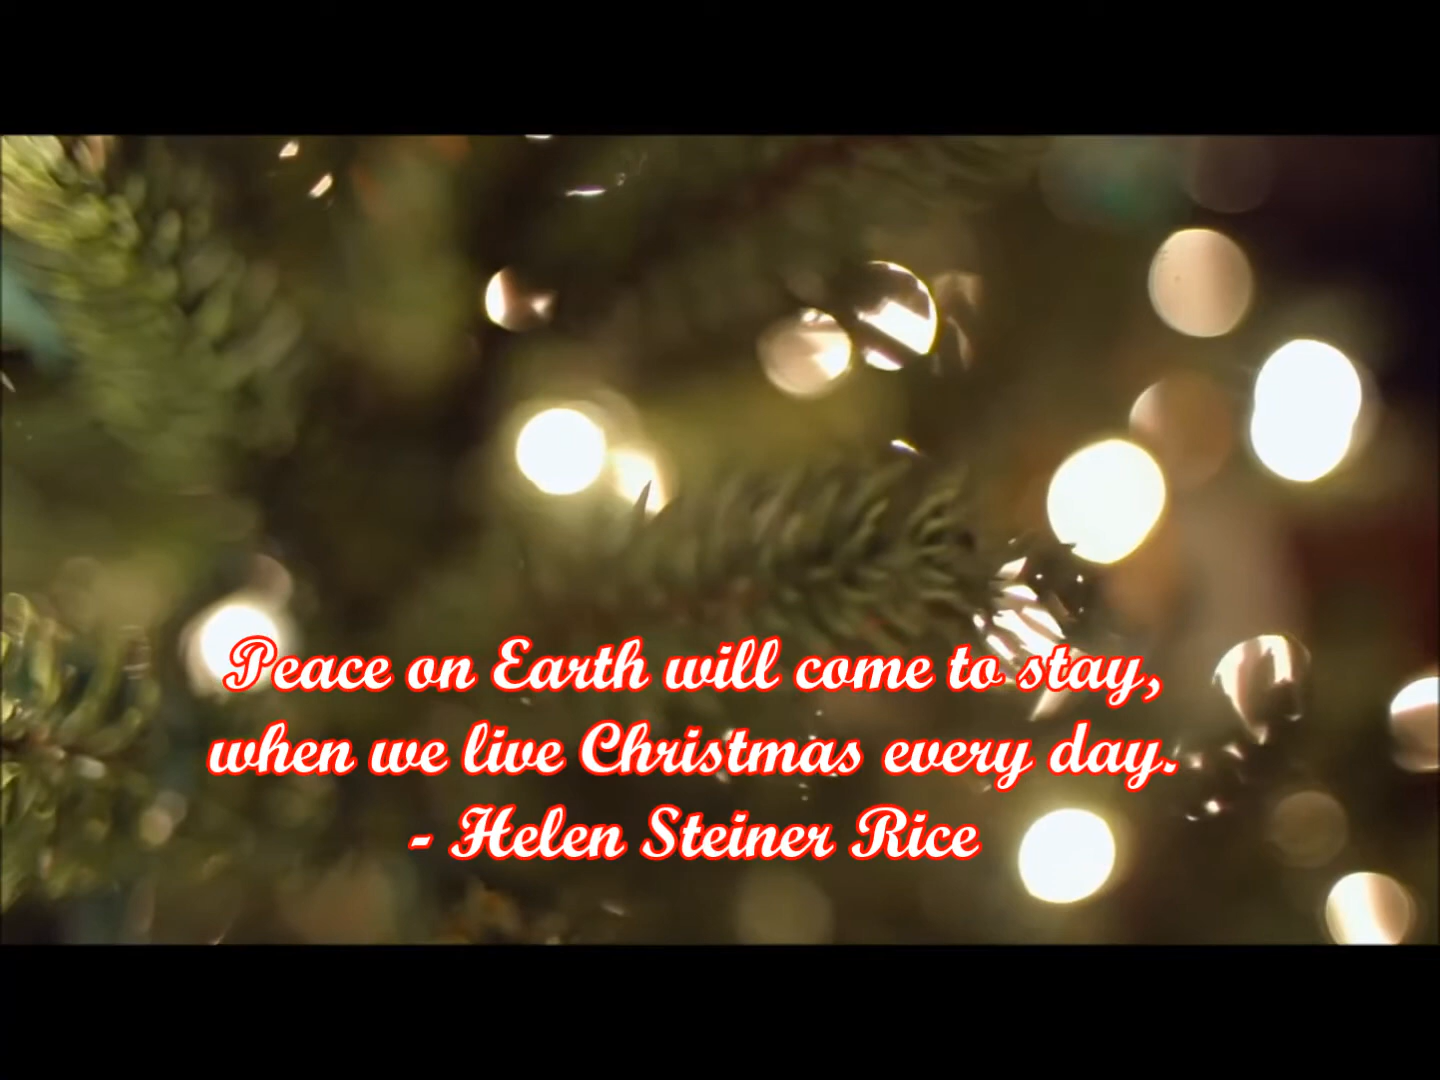 Peace on Earth will come to stay,
when we live Christmas every day.
- Helen Steiner Rice